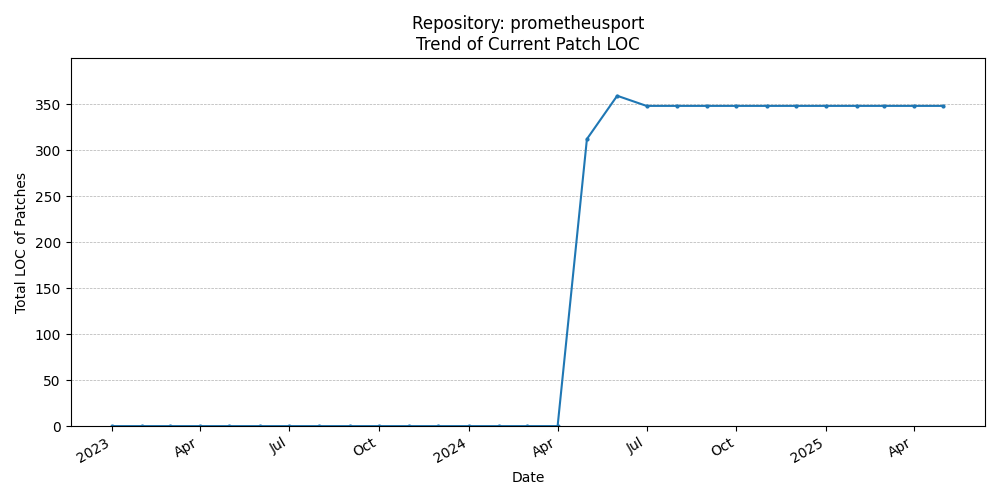 Repository: prometheusport
Trend of Current Patch LOC
350
300
250
200
150
100
50
0
Total LOC of Patches
2023
Apr
Jul
Oct
2024
Apr
Jul
Oct
2025
Apr
Date